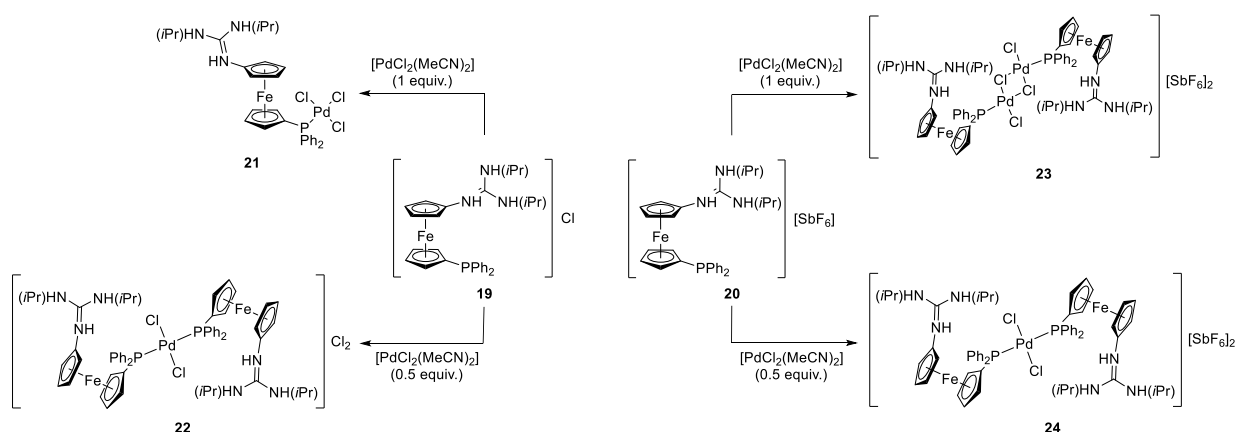 (iPr)HN NH(iPr)
HN
Fe
Cl Cl
Pd
P Cl
Ph2
21
[PdCl2(MeCN)2]
(1 equiv.)
NH(iPr)
NH NH(iPr)
Fe
PPh2
Cl
19
[PdCl2(MeCN)2]
(0.5 equiv.)
(iPr)HN NH(iPr)
NH
Fe
Ph2P
Cl
Pd
Cl
PPh2
Fe
HN
(iPr)HN NH(iPr)
Cl2
22
[PdCl2(MeCN)2]
(1 equiv.)
NH(iPr)
NH NH(iPr)
Fe
PPh2
[SbF6]
20
[PdCl2(MeCN)2]
(0.5 equiv.)
(iPr)HN NH(iPr)
NH
Fe
Ph2P
Cl
Pd
Cl Cl
Pd
Cl
PPh2
Fe
HN
(iPr)HN NH(iPr)
[SbF6]2
23
(iPr)HN NH(iPr)
NH
Fe
Ph2P
Cl
Pd
Cl
PPh2
Fe
HN
(iPr)HN NH(iPr)
[SbF6]2
24